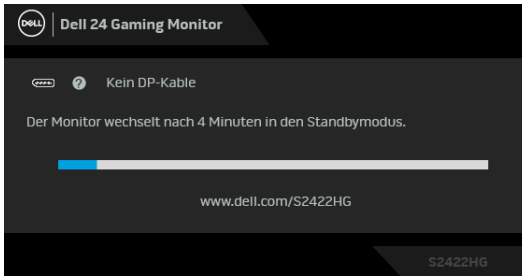 DELL
Dell 24 Gaming Monitor
? Kein DP-Kable
Der Monitor wechselt nach 4 Minuten in den Standbymodus.
www.dell.com/S2422HG
S2422HG